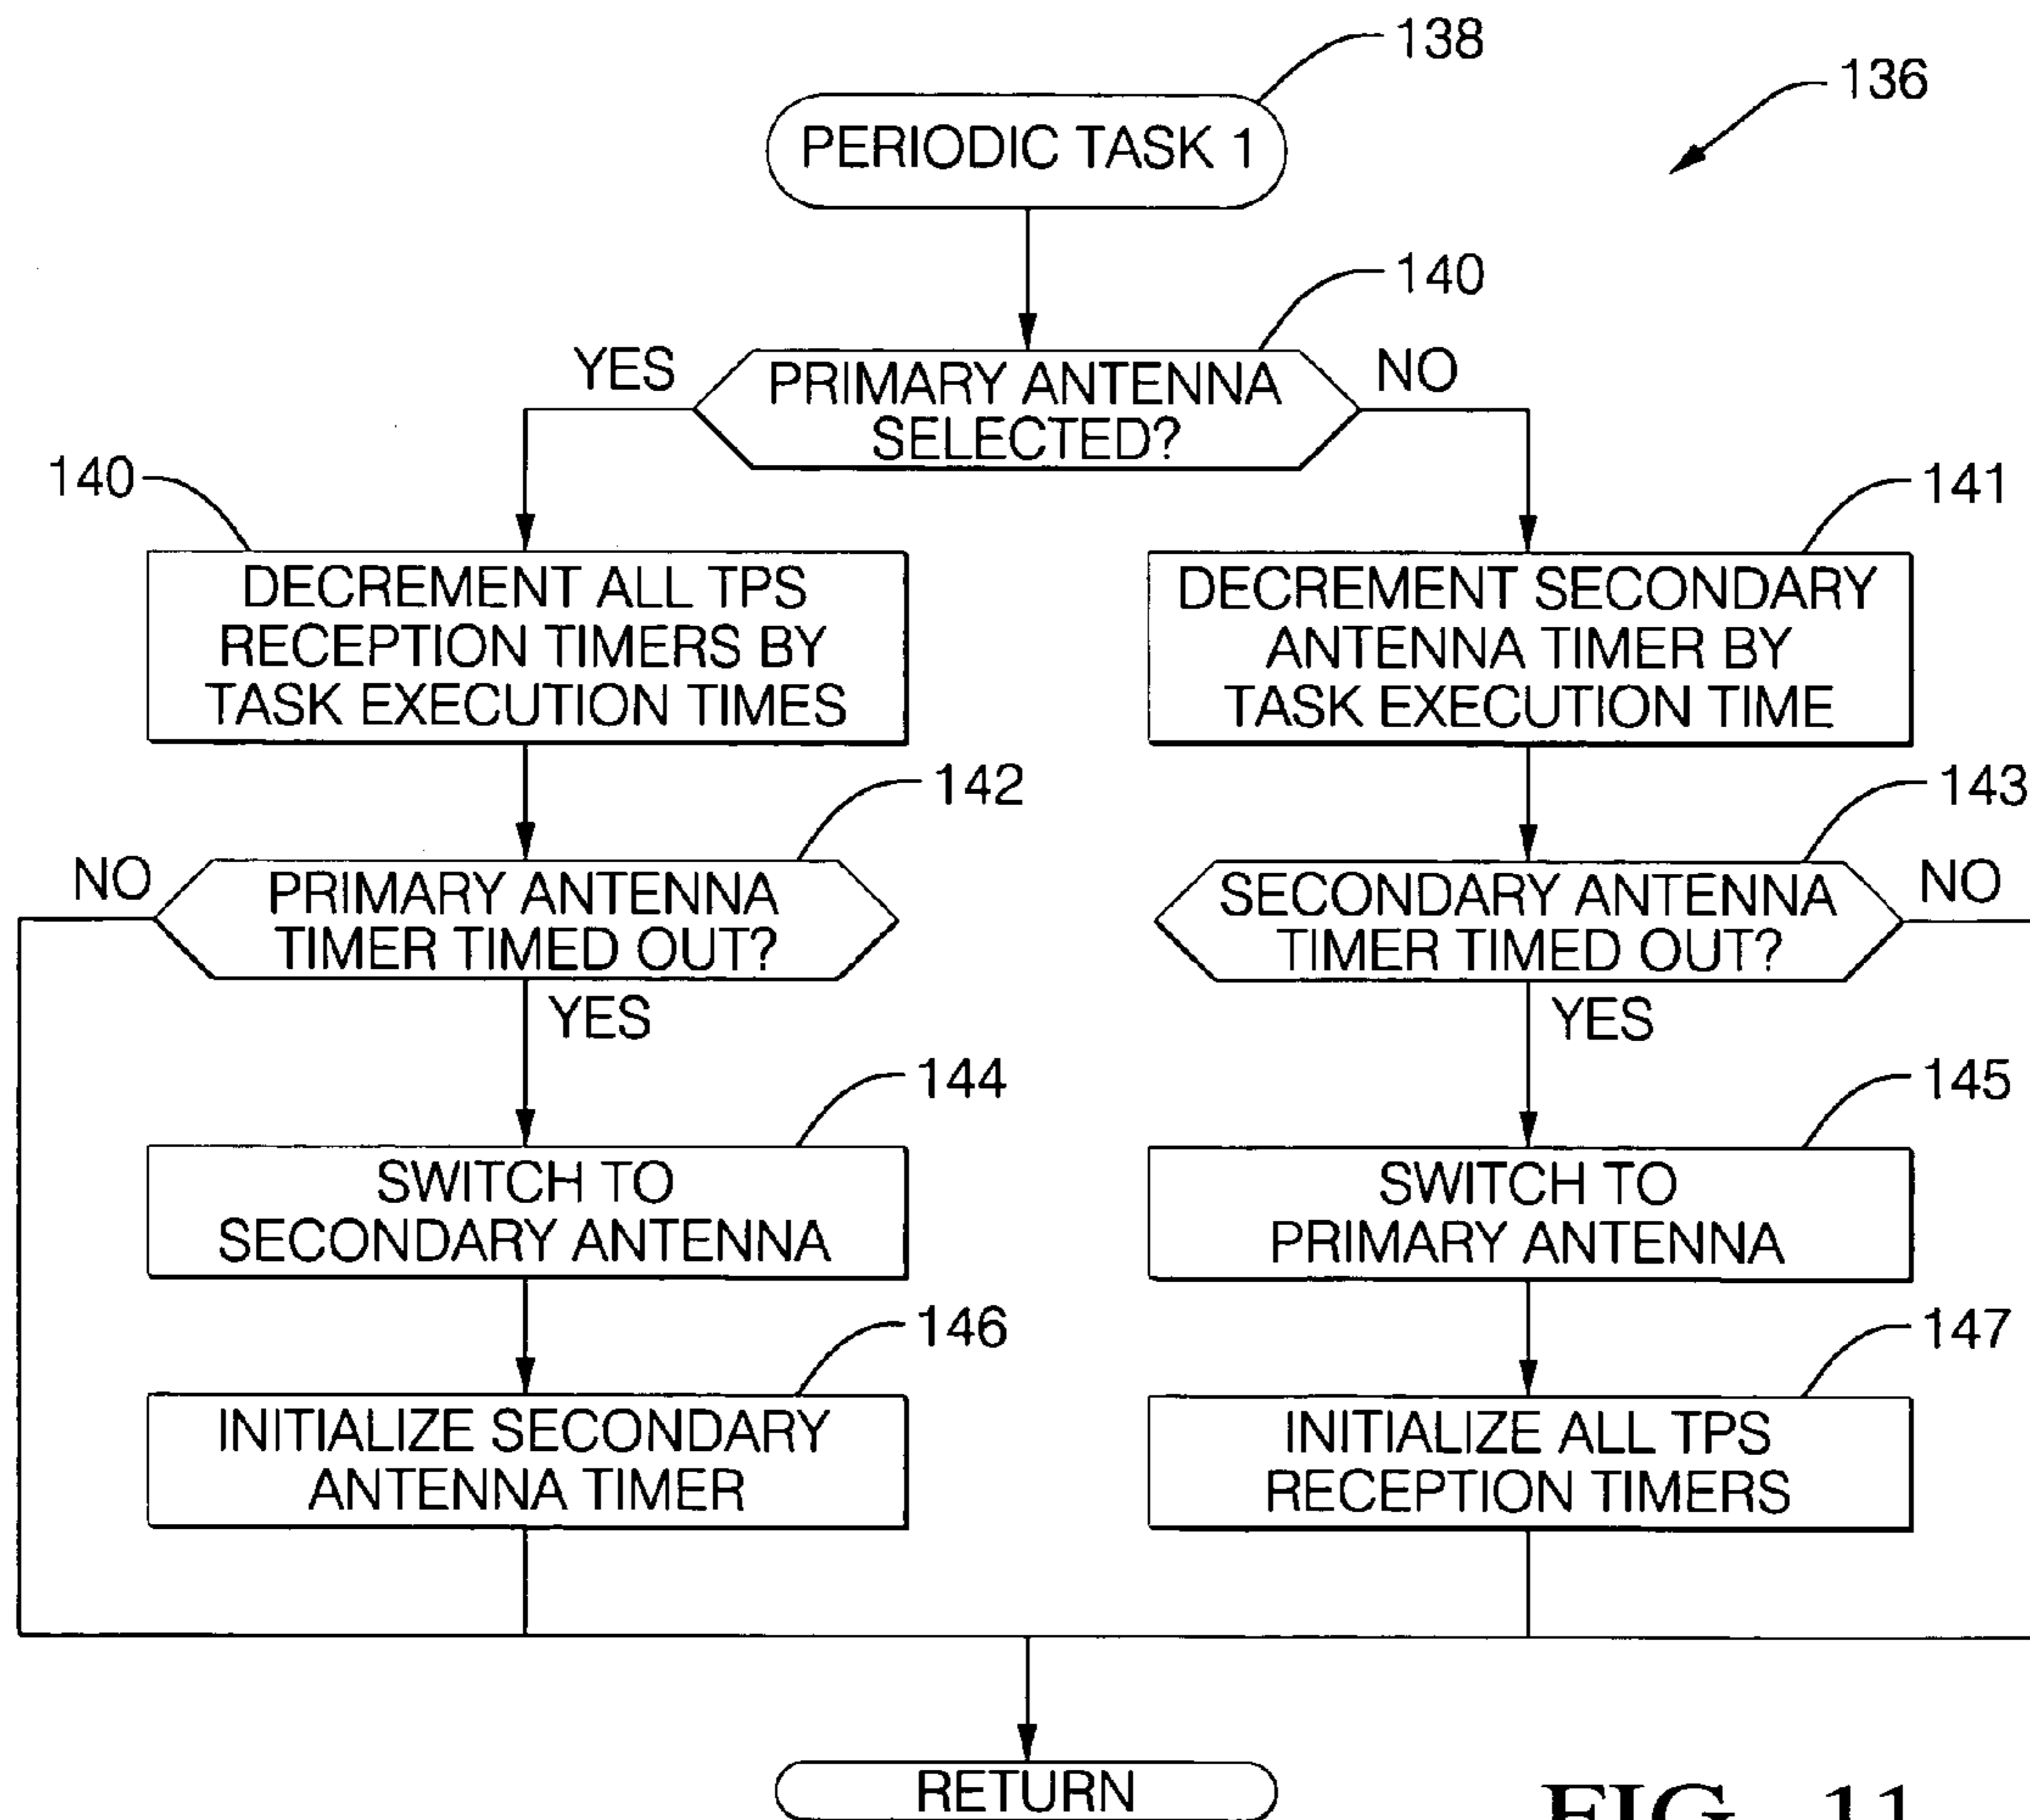 138
136
PERIODIC TASK 1
140
YES
PRIMARY ANTENNA
SELECTED?
NO
140
141
DECREMENT ALL TPS
RECEPTION TIMERS BY
TASK EXECUTION TIMES
DECREMENT SECONDARY
ANTENNA TIMER BY
TASK EXECUTION TIME
142
143
NO
PRIMARY ANTENNA
TIMER TIMED OUT?
YES
SECONDARY ANTENNA
TIMER TIMED OUT?
NO
YES
144
145
SWITCH TO
SECONDARY ANTENNA
SWITCH TO
PRIMARY ANTENNA
146
147
INITIALIZE SECONDARY
ANTENNA TIMER
INITIALIZE ALL TPS
RECEPTION TIMERS
RETURN
FIG. 11